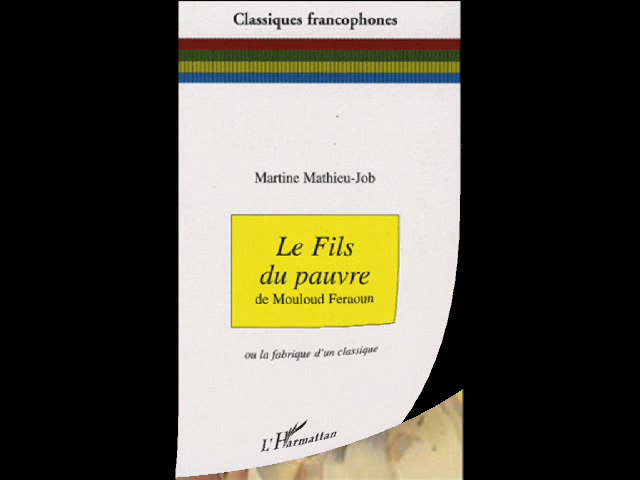 Classiques francophones
Martine Mathieu-Job
Le Fils
du pauvre
de Mouloud Feraoun
ou la fabrique d'un classique
L'Harmattan